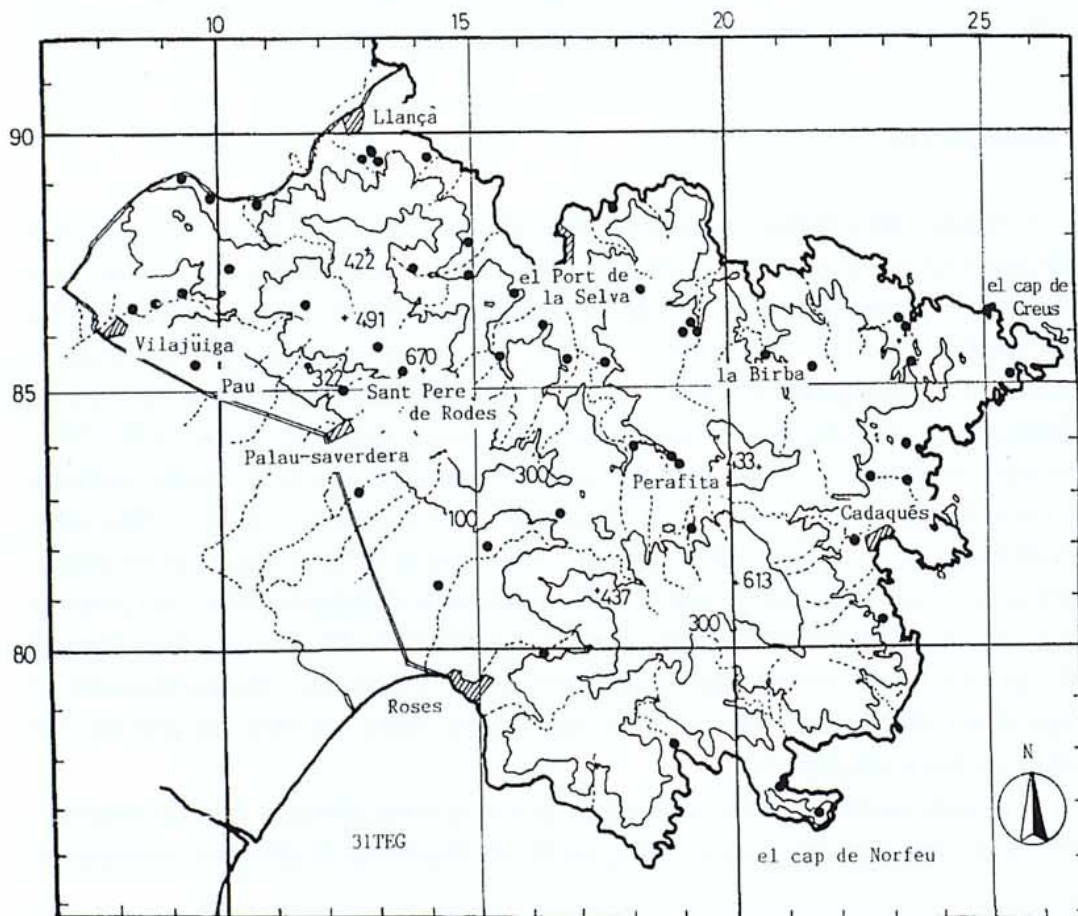 10
15
20
25
90
Llançà
422
el Port de
la Selva
el cap de
Creus
491
Vilajuïga
la Birba
670
322
Pau
Sant Pere
de Rodes
85
Palau-saverdera
433
300
Perafita
100
Cadaqués
613
437
300
80
Roses
N
31TEG
el cap de Norfeu